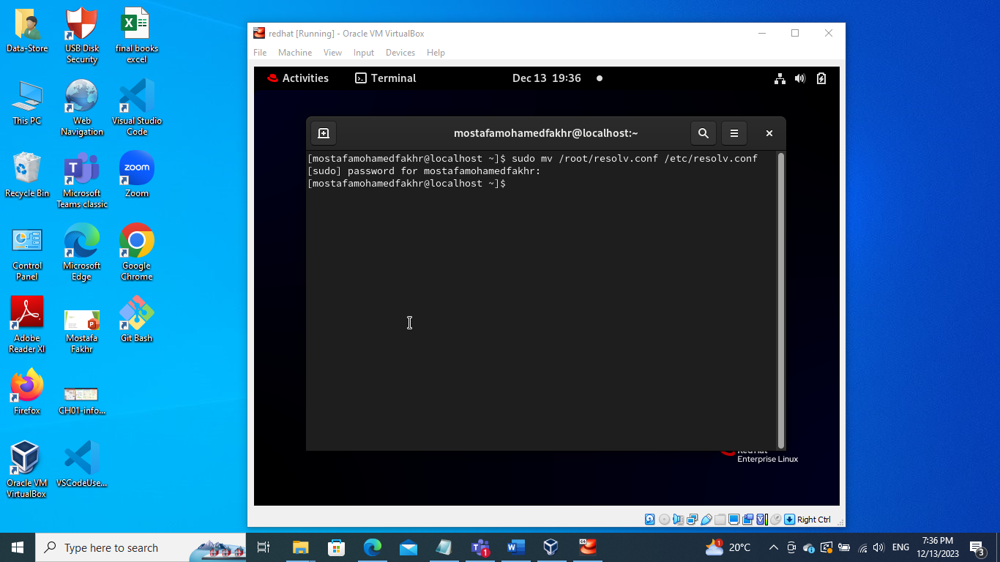 Data-Store
USB Disk
Security
final books
excel
This PC
Web
Navigation
Visual Studio
Code
Recycle Bin
Microsoft
Teams classic
zoom
Zoom
Control
Panel
Microsoft
Edge
Google
Chrome
Adobe
Reader XI
Mostafa
Fakhr
Git Bash
Firefox
CH01-info...
Oracle VM
VirtualBox
VSCodeUse...
redhat [Running] - Oracle VM VirtualBox
File Machine View Input Devices Help
Activities Terminal Dec 13 19:36
mostafamohamedfakhr@localhost:~
[mostafamohamedfakhr@localhost ~]$ sudo mv /root/resolv.conf /etc/resolv.conf
[sudo] password for mostafamohamedfakhr:
[mostafamohamedfakhr@localhost ~]$
Enterprise Linux
Right Ctrl
Type here to search
1
1
20°C
ENG
7:36 PM
12/13/2023
3